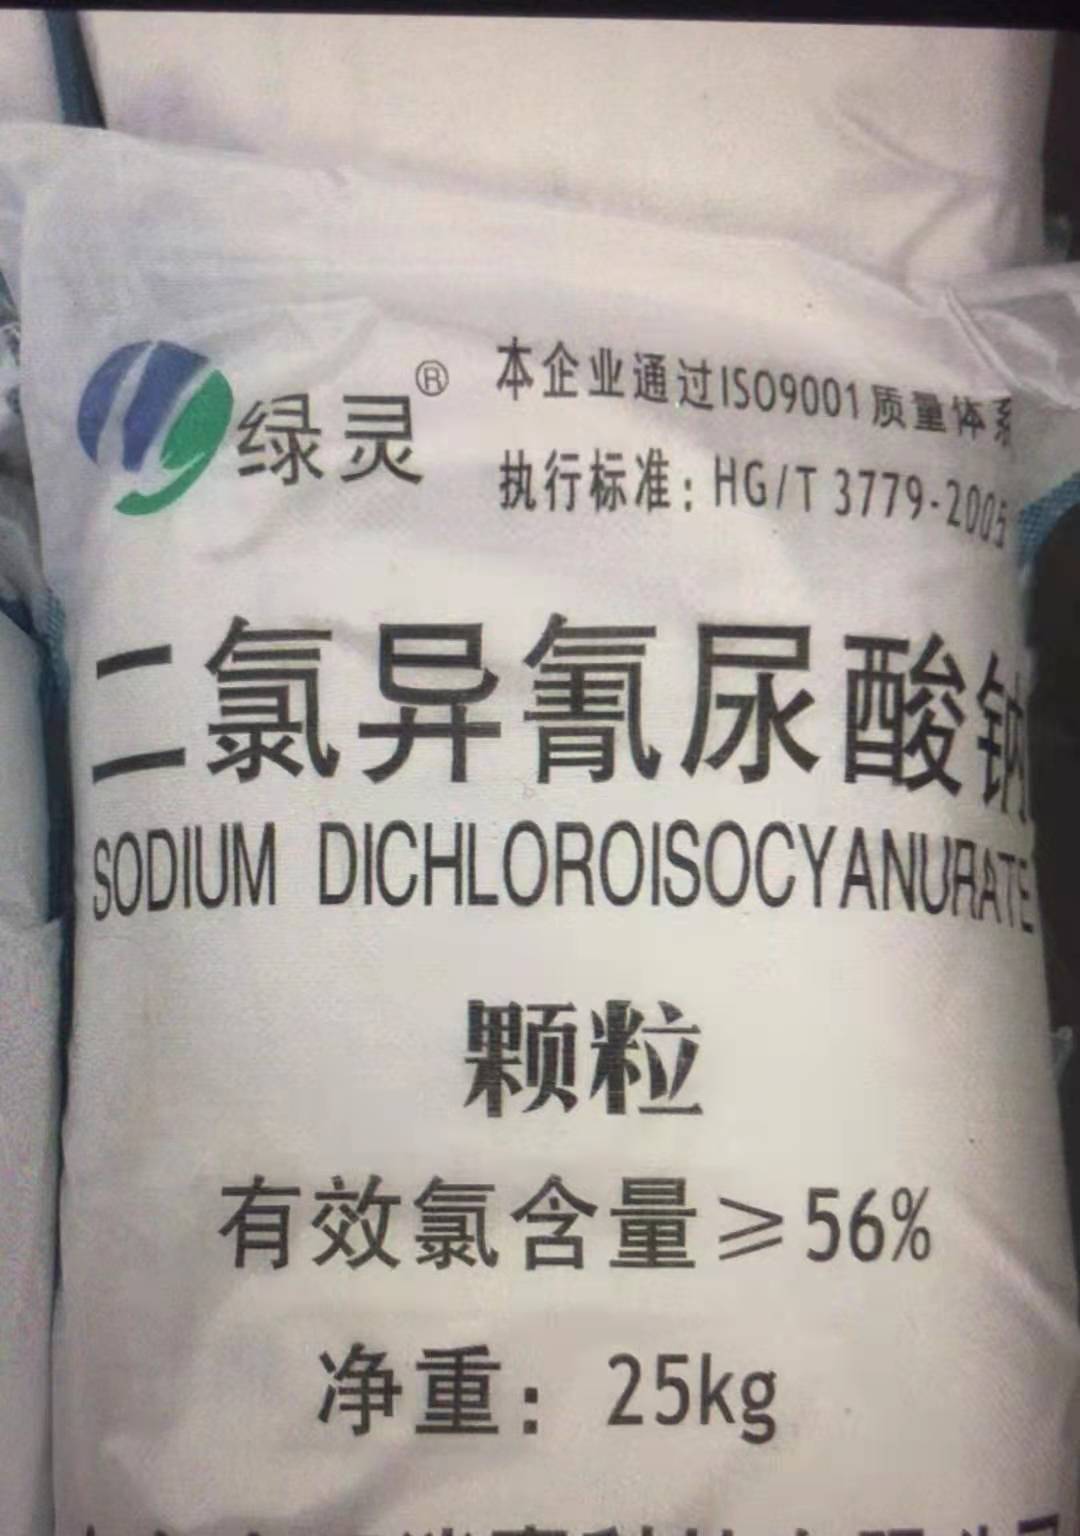 绿灵®
本企业通过ISO9001质量体系
执行标准：HG/T 3779-2005
二氯异氰尿酸钠
SODIUM DICHLOROISOCYANURATE
颗粒
有效氯含量≥56%
净重：25kg